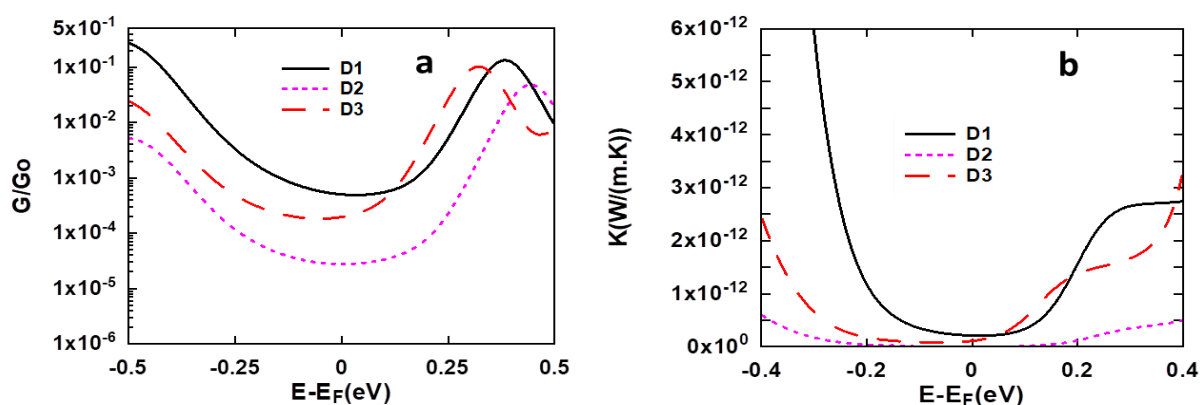 a
5x10⁻¹
1x10⁻¹
1x10⁻²
1x10⁻³
1x10⁻⁴
1x10⁻⁵
1x10⁻⁶
G/Go
D1
D2
D3
-0.5
-0.25
0
0.25
0.5
E-E_F(eV)
b
6x10⁻¹²
5x10⁻¹²
4x10⁻¹²
3x10⁻¹²
2x10⁻¹²
1x10⁻¹²
0x10⁰
K(W/(m.K))
D1
D2
D3
-0.4
-0.2
0
0.2
0.4
E-E_F(eV)